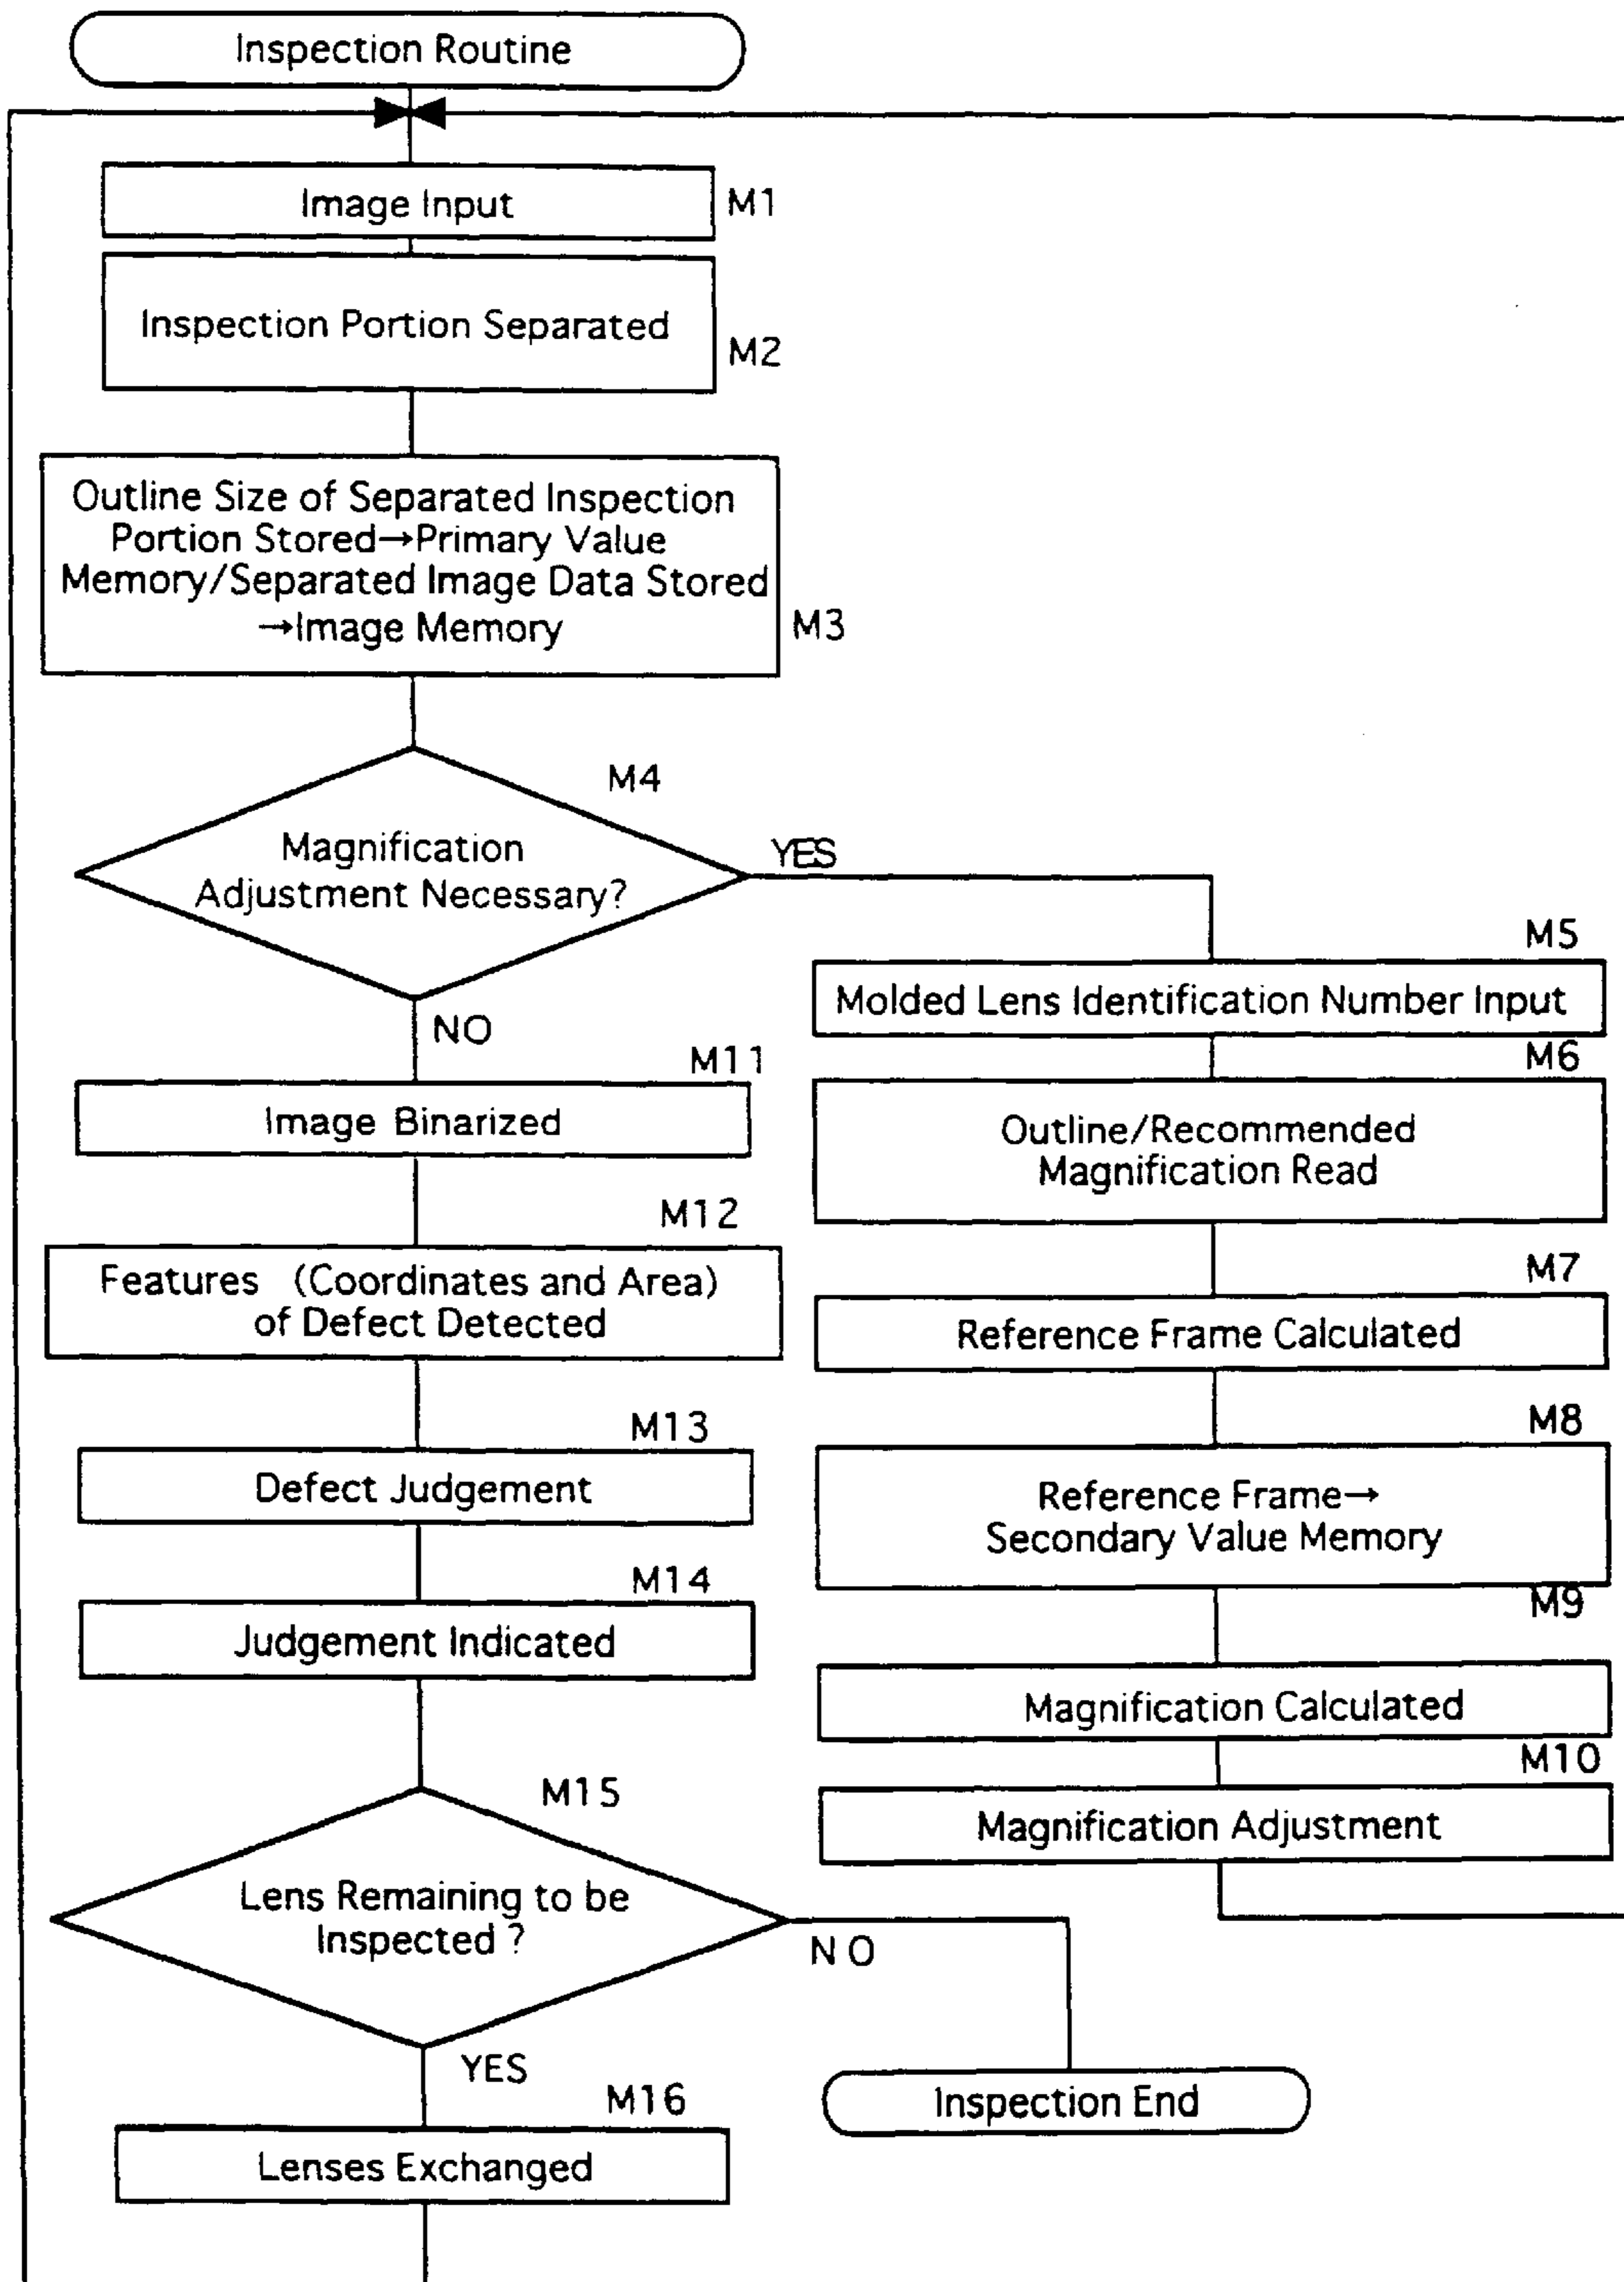 Inspection Routine
Image Input
M1
Inspection Portion Separated
M2
Outline Size of Separated Inspection
Portion Stored→Primary Value
Memory/Separated Image Data Stored
→Image Memory
M3
M4
Magnification
Adjustment Necessary?
YES
NO
M5
Molded Lens Identification Number Input
M6
Outline/Recommended
Magnification Read
M7
Reference Frame Calculated
M8
Reference Frame→
Secondary Value Memory
M9
Magnification Calculated
M10
Magnification Adjustment
M11
Image Binarized
M12
Features (Coordinates and Area)
of Defect Detected
M13
Defect Judgement
M14
Judgement Indicated
M15
Lens Remaining to be
Inspected ?
NO
YES
Inspection End
M16
Lenses Exchanged